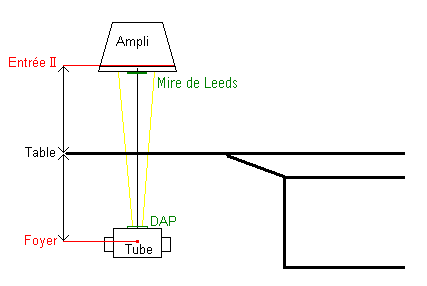 Ampli
Entrée II
Mire de Leeds
Table
DAP
Foyer
Tube